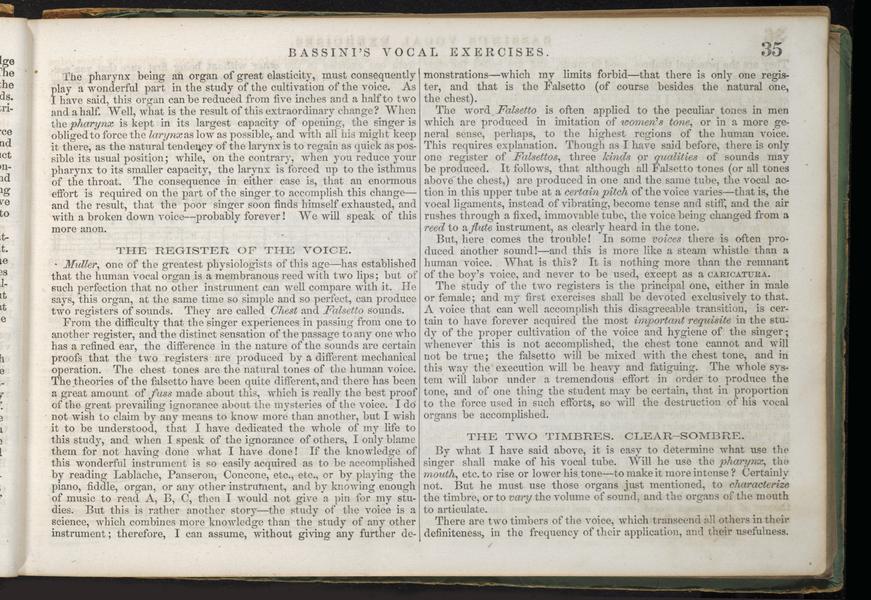 BASSINI'S VOCAL EXERCISES.
35
The pharynx being an organ of great elasticity, must consequently
play a wonderful part in the study of the cultivation of the voice. As
I have said, this organ can be reduced from five inches and a half to two
and a half. Well, what is the result of this extraordinary change? When
the pharynx is kept in its largest capacity of opening, the singer is
obliged to force the larynx as low as possible, and with all his might keep
it there, as the natural tendency of the larynx is to regain as quick as pos-
sible its usual position; while, on the contrary, when you reduce your
pharynx to its smaller capacity, the larynx is forced up to the isthmus
of the throat. The consequence in either case is, that an enormous
effort is required on the part of the singer to accomplish this change—
and the result, that the poor singer soon finds himself exhausted, and
with a broken down voice—probably forever! We will speak of this
more anon.
THE REGISTER OF THE VOICE.
Muller, one of the greatest physiologists of this age—has established
that the human vocal organ is a membranous reed with two lips; but of
such perfection that no other instrument can well compare with it. He
says, this organ, at the same time so simple and so perfect, can produce
two registers of sounds. They are called Chest and Falsetto sounds.
From the difficulty that the singer experiences in passing from one to
another register, and the distinct sensation of the passage to any one who
has a refined ear, the difference in the nature of the sounds are certain
proofs that the two registers are produced by a different mechanical
operation. The chest tones are the natural tones of the human voice.
The theories of the falsetto have been quite different, and there has been
a great amount of fuss made about this, which is really the best proof
of the great prevailing ignorance about the mysteries of the voice. I do
not wish to claim by any means to know more than another, but I wish
it to be understood, that I have dedicated the whole of my life to
this study, and when I speak of the ignorance of others, I only blame
them for not having done what I have done! If the knowledge of
this wonderful instrument is so easily acquired as to be accomplished
by reading Lablache, Panseron, Concone, etc., etc., or by playing the
piano, fiddle, organ, or any other instrument, and by knowing enough
of music to read A, B, C, then I would not give a pin for my stu-
dies. But this is rather another story—the study of the voice is a
science, which combines more knowledge than the study of any other
instrument; therefore, I can assume, without giving any further de-
monstrations—which my limits forbid—that there is only one regis-
ter, and that is the Falsetto (of course besides the natural one,
the chest).
The word Falsetto is often applied to the peculiar tones in men
which are produced in imitation of women's tone, or in a more ge-
neral sense, perhaps, to the highest regions of the human voice.
This requires explanation. Though as I have said before, there is only
one register of Falsettos, three kinds or qualities of sounds may
be produced. It follows, that although all Falsetto tones (or all tones
above the chest,) are produced in one and the same tube, the vocal ac-
tion in this upper tube at a certain pitch of the voice varies—that is, the
vocal ligaments, instead of vibrating, become tense and stiff, and the air
rushes through a fixed, immovable tube, the voice being changed from a
reed to a flute instrument, as clearly heard in the tone.
But, here comes the trouble! In some voices there is often pro-
duced another sound!—and this is more like a steam whistle than a
human voice. What is this? It is nothing more than the remnant
of the boy's voice, and never to be used, except as a CARICATURA.
The study of the two registers is the principal one, either in male
or female; and my first exercises shall be devoted exclusively to that.
A voice that can well accomplish this disagreeable transition, is cer-
tain to have forever acquired the most important requisite in the stu-
dy of the proper cultivation of the voice and hygiene of the singer;
whenever this is not accomplished, the chest tone cannot and will
not be true; the falsetto will be mixed with the chest tone, and in
this way the execution will be heavy and fatiguing. The whole sys-
tem will labor under a tremendous effort in order to produce the
tone, and of one thing the student may be certain, that in proportion
to the force used in such efforts, so will the destruction of his vocal
organs be accomplished.
THE TWO TIMBRES. CLEAR–SOMBRE.
By what I have said above, it is easy to determine what use the
singer shall make of his vocal tube. Will he use the pharynx, the
mouth, etc. to rise or lower his tone—to make it more intense? Certainly
not. But he must use those organs just mentioned, to characterize
the timbre, or to vary the volume of sound, and the organs of the mouth
to articulate.
There are two timbers of the voice, which transcend all others in their
definiteness, in the frequency of their application, and their usefulness.